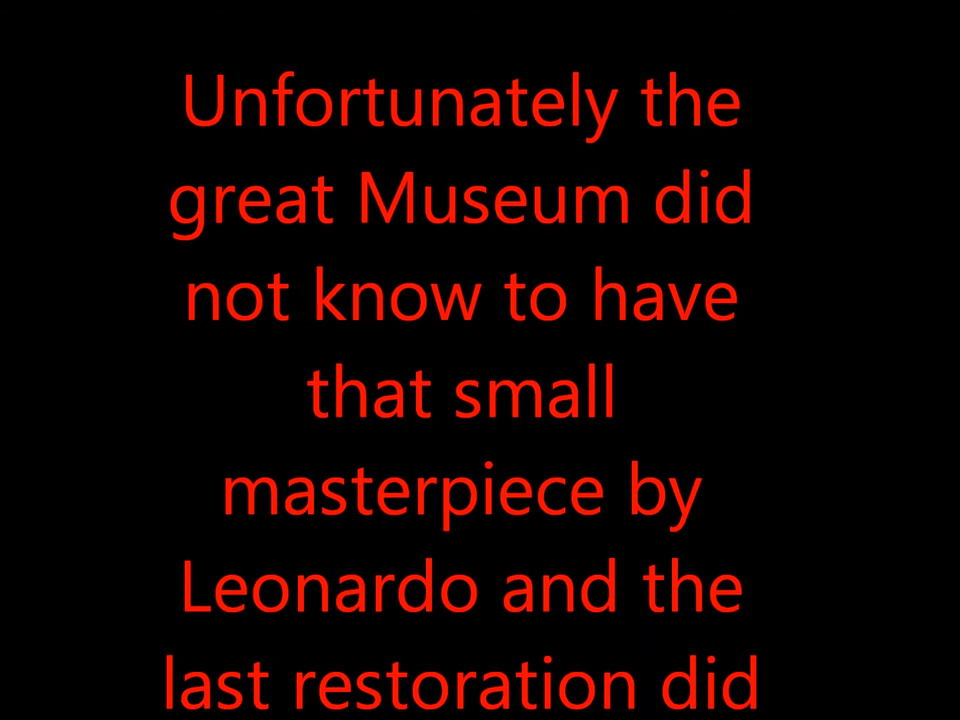 Unfortunately the
great Museum did
not know to have
that small
masterpiece by
Leonardo and the
last restoration did